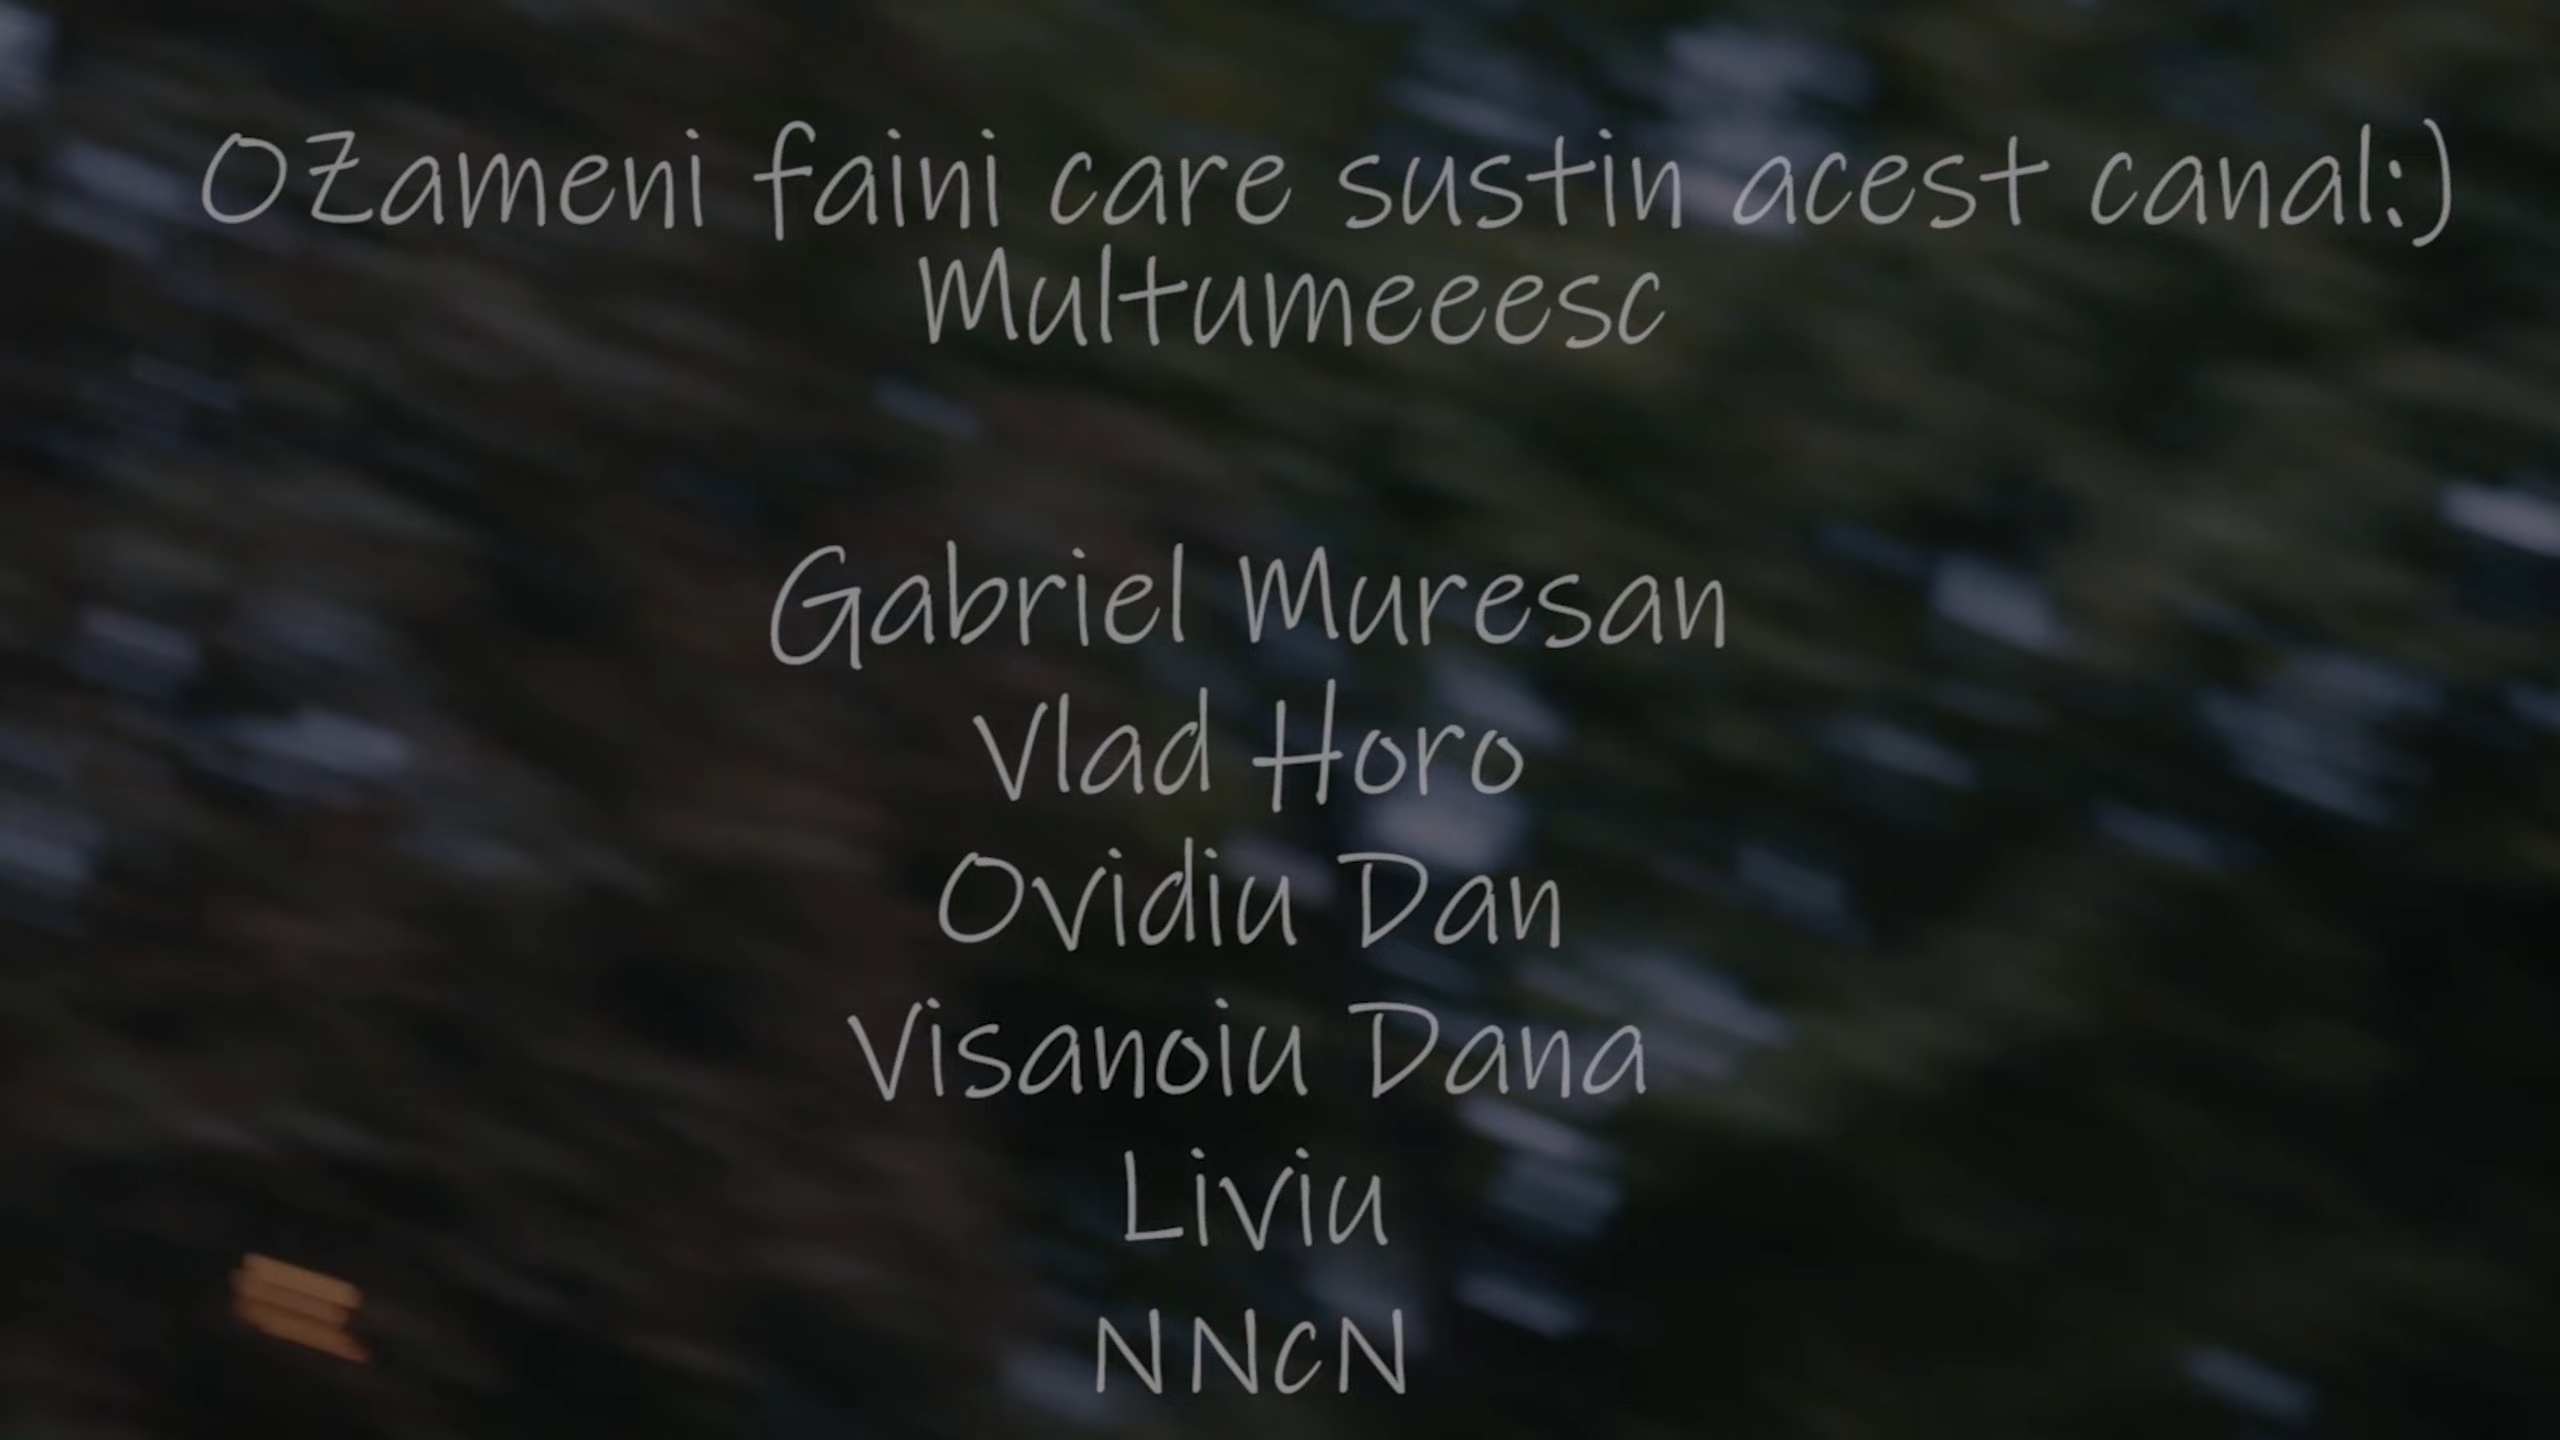 OZameni faini care sustin acest canal:)
Multumeeesc
Gabriel Muresan
Vlad Horo
Ovidiu Dan
Visanoiu Dana
Liviu
NNCN